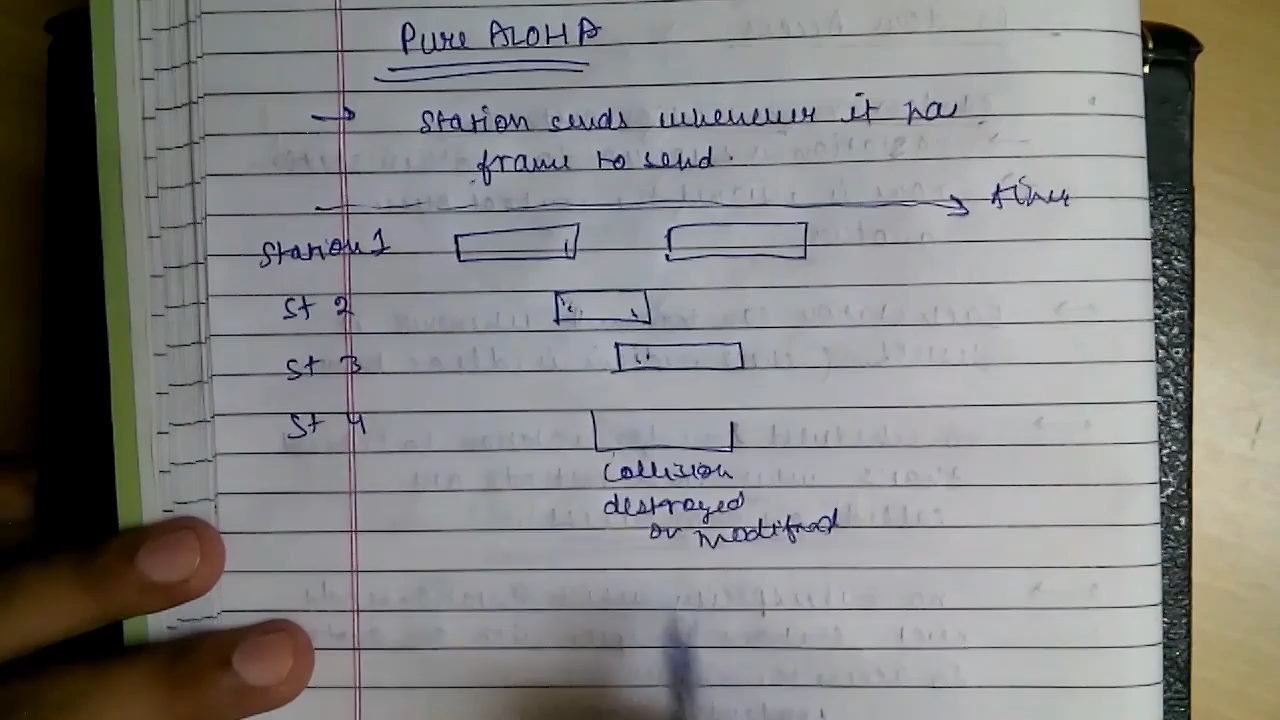 Pure ALOHA
→ Station sends whenever it has
frame to send.
time
Station 1
St 2
St 3
St 4
Collision
destroyed
or modified